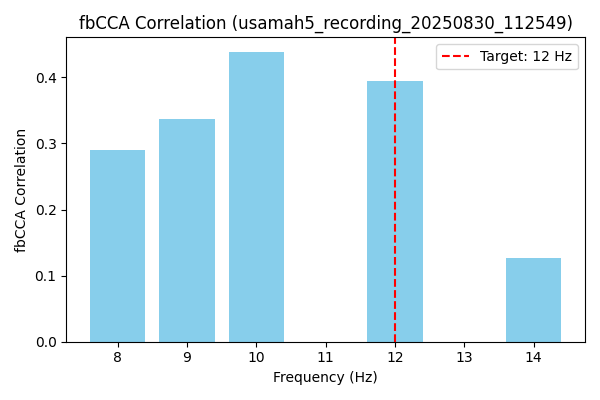 fbCCA Correlation (usamah5_recording_20250830_112549)
Target: 12 Hz
fbCCA Correlation
0.4
0.3
0.2
0.1
0.0
8 9 10 11 12 13 14
Frequency (Hz)